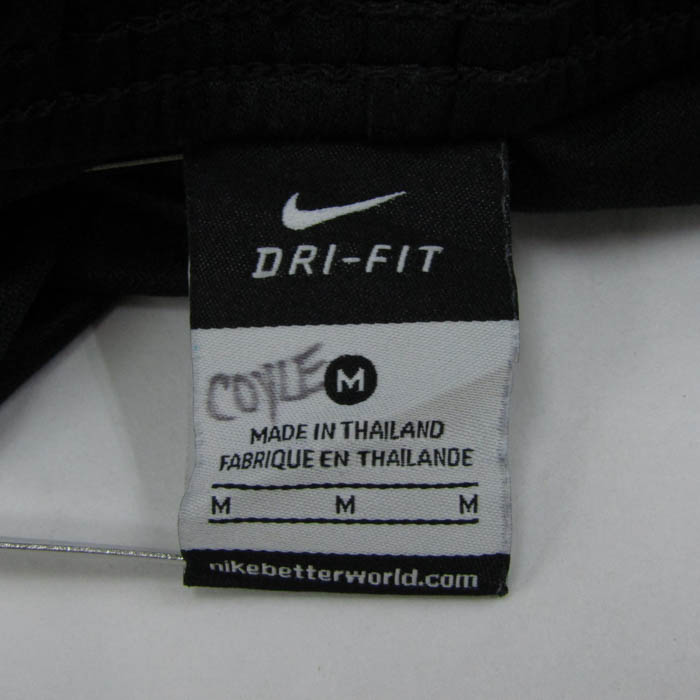 DRI-FIT
COYLE M
MADE IN THAILAND
FABRIQUE EN THAILANDE
M M M
nikebetterworld.com